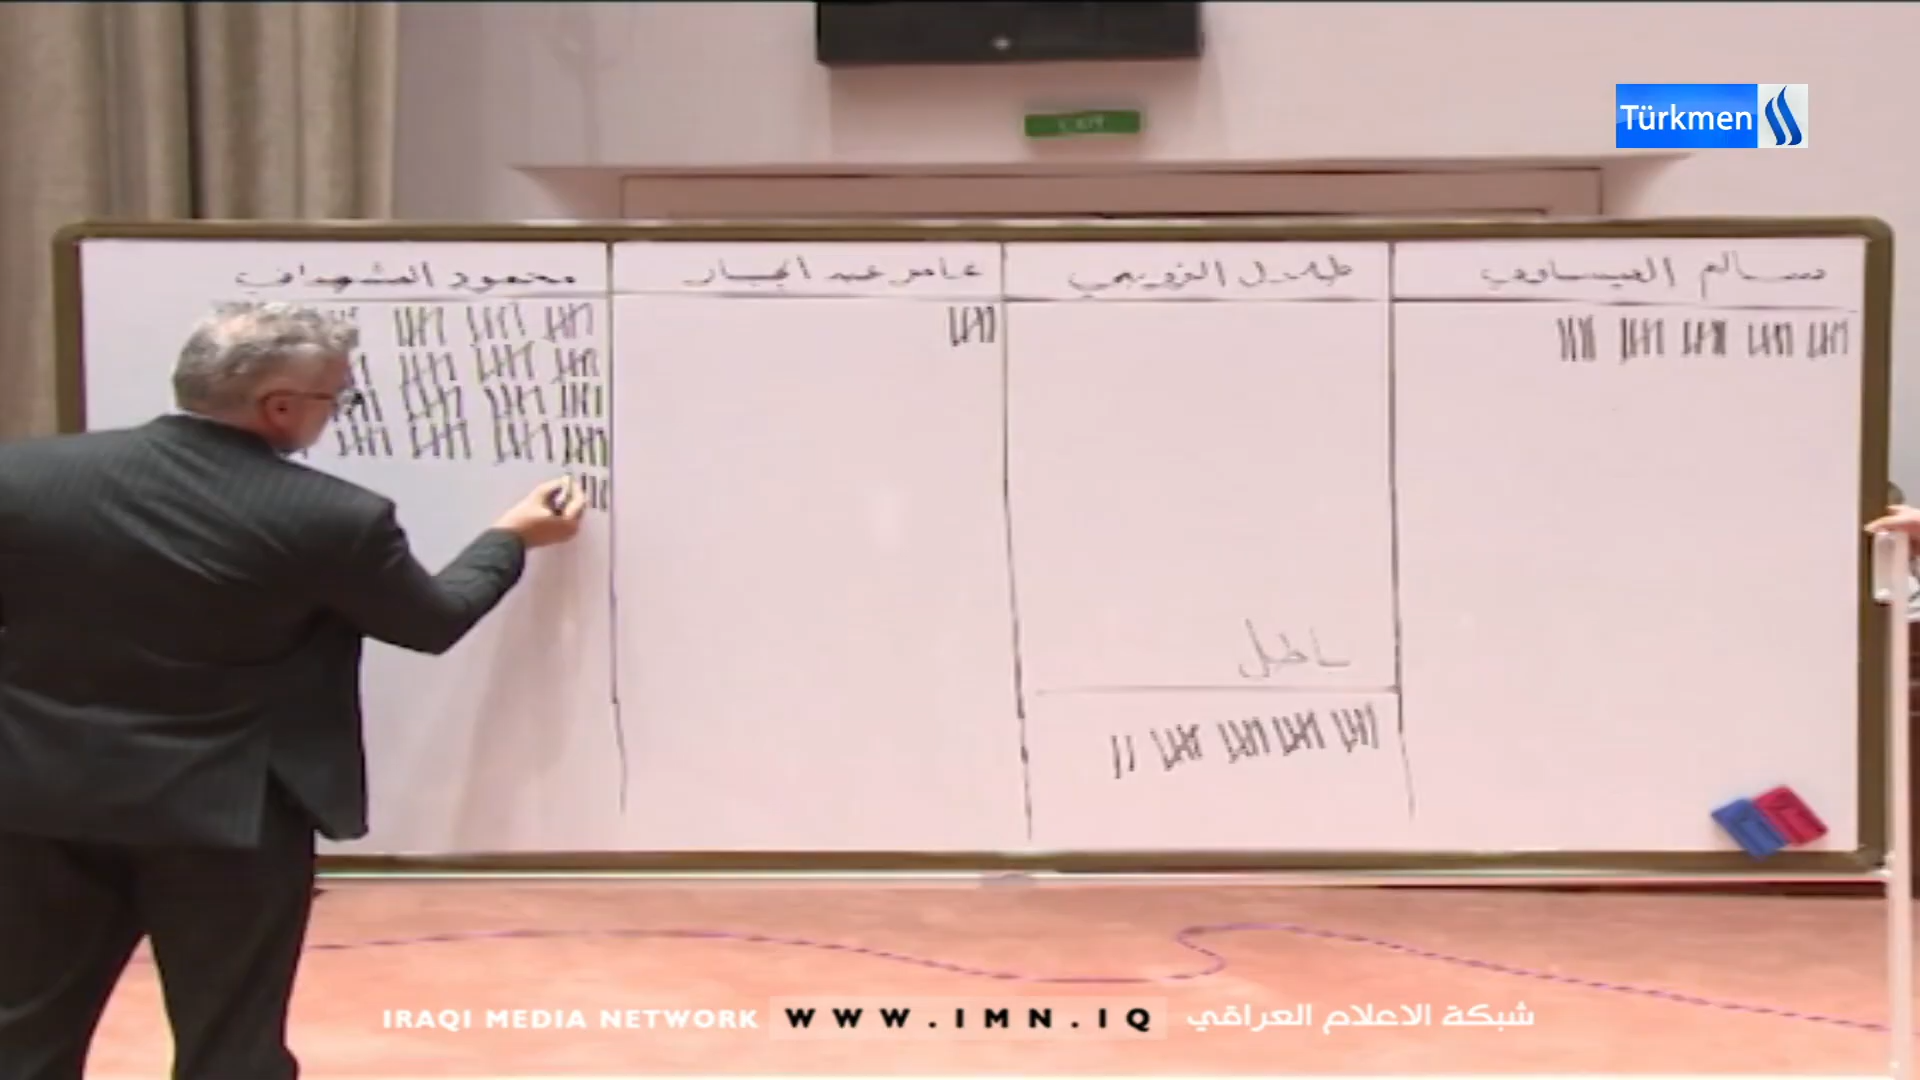 Türkmen
EXIT
سالم العيساوي
طلال الزوبعي
عامر عبد الجبار
محمود المشهداني
باطل
IRAQI MEDIA NETWORK WWW.IMN.IQ شبكة الاعلام العراقي